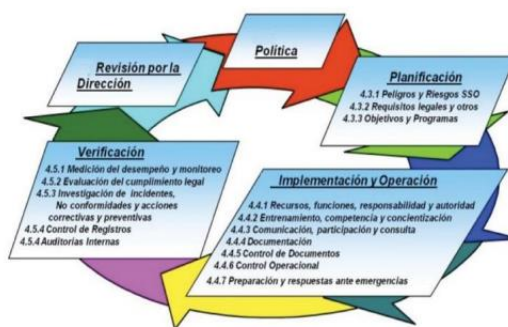 Política
Revisión por la
Dirección
Planificación
4.3.1 Peligros y Riesgos SSO
4.3.2 Requisitos legales y otros
4.3.3 Objetivos y Programas
Verificación
4.5.1 Medición del desempeño y monitoreo
4.5.2 Evaluación del cumplimiento legal
4.5.3 Investigación de incidentes,
No conformidades y acciones
correctivas y preventivas
4.5.4 Control de Registros
4.5.4 Auditorías Internas
Implementación y Operación
4.4.1 Recursos, funciones, responsabilidad y autoridad
4.4.2 Entrenamiento, competencia y concientización
4.4.3 Comunicación, participación y consulta
4.4.4 Documentación
4.4.5 Control de Documentos
4.4.6 Control Operacional
4.4.7 Preparación y respuestas ante emergencias